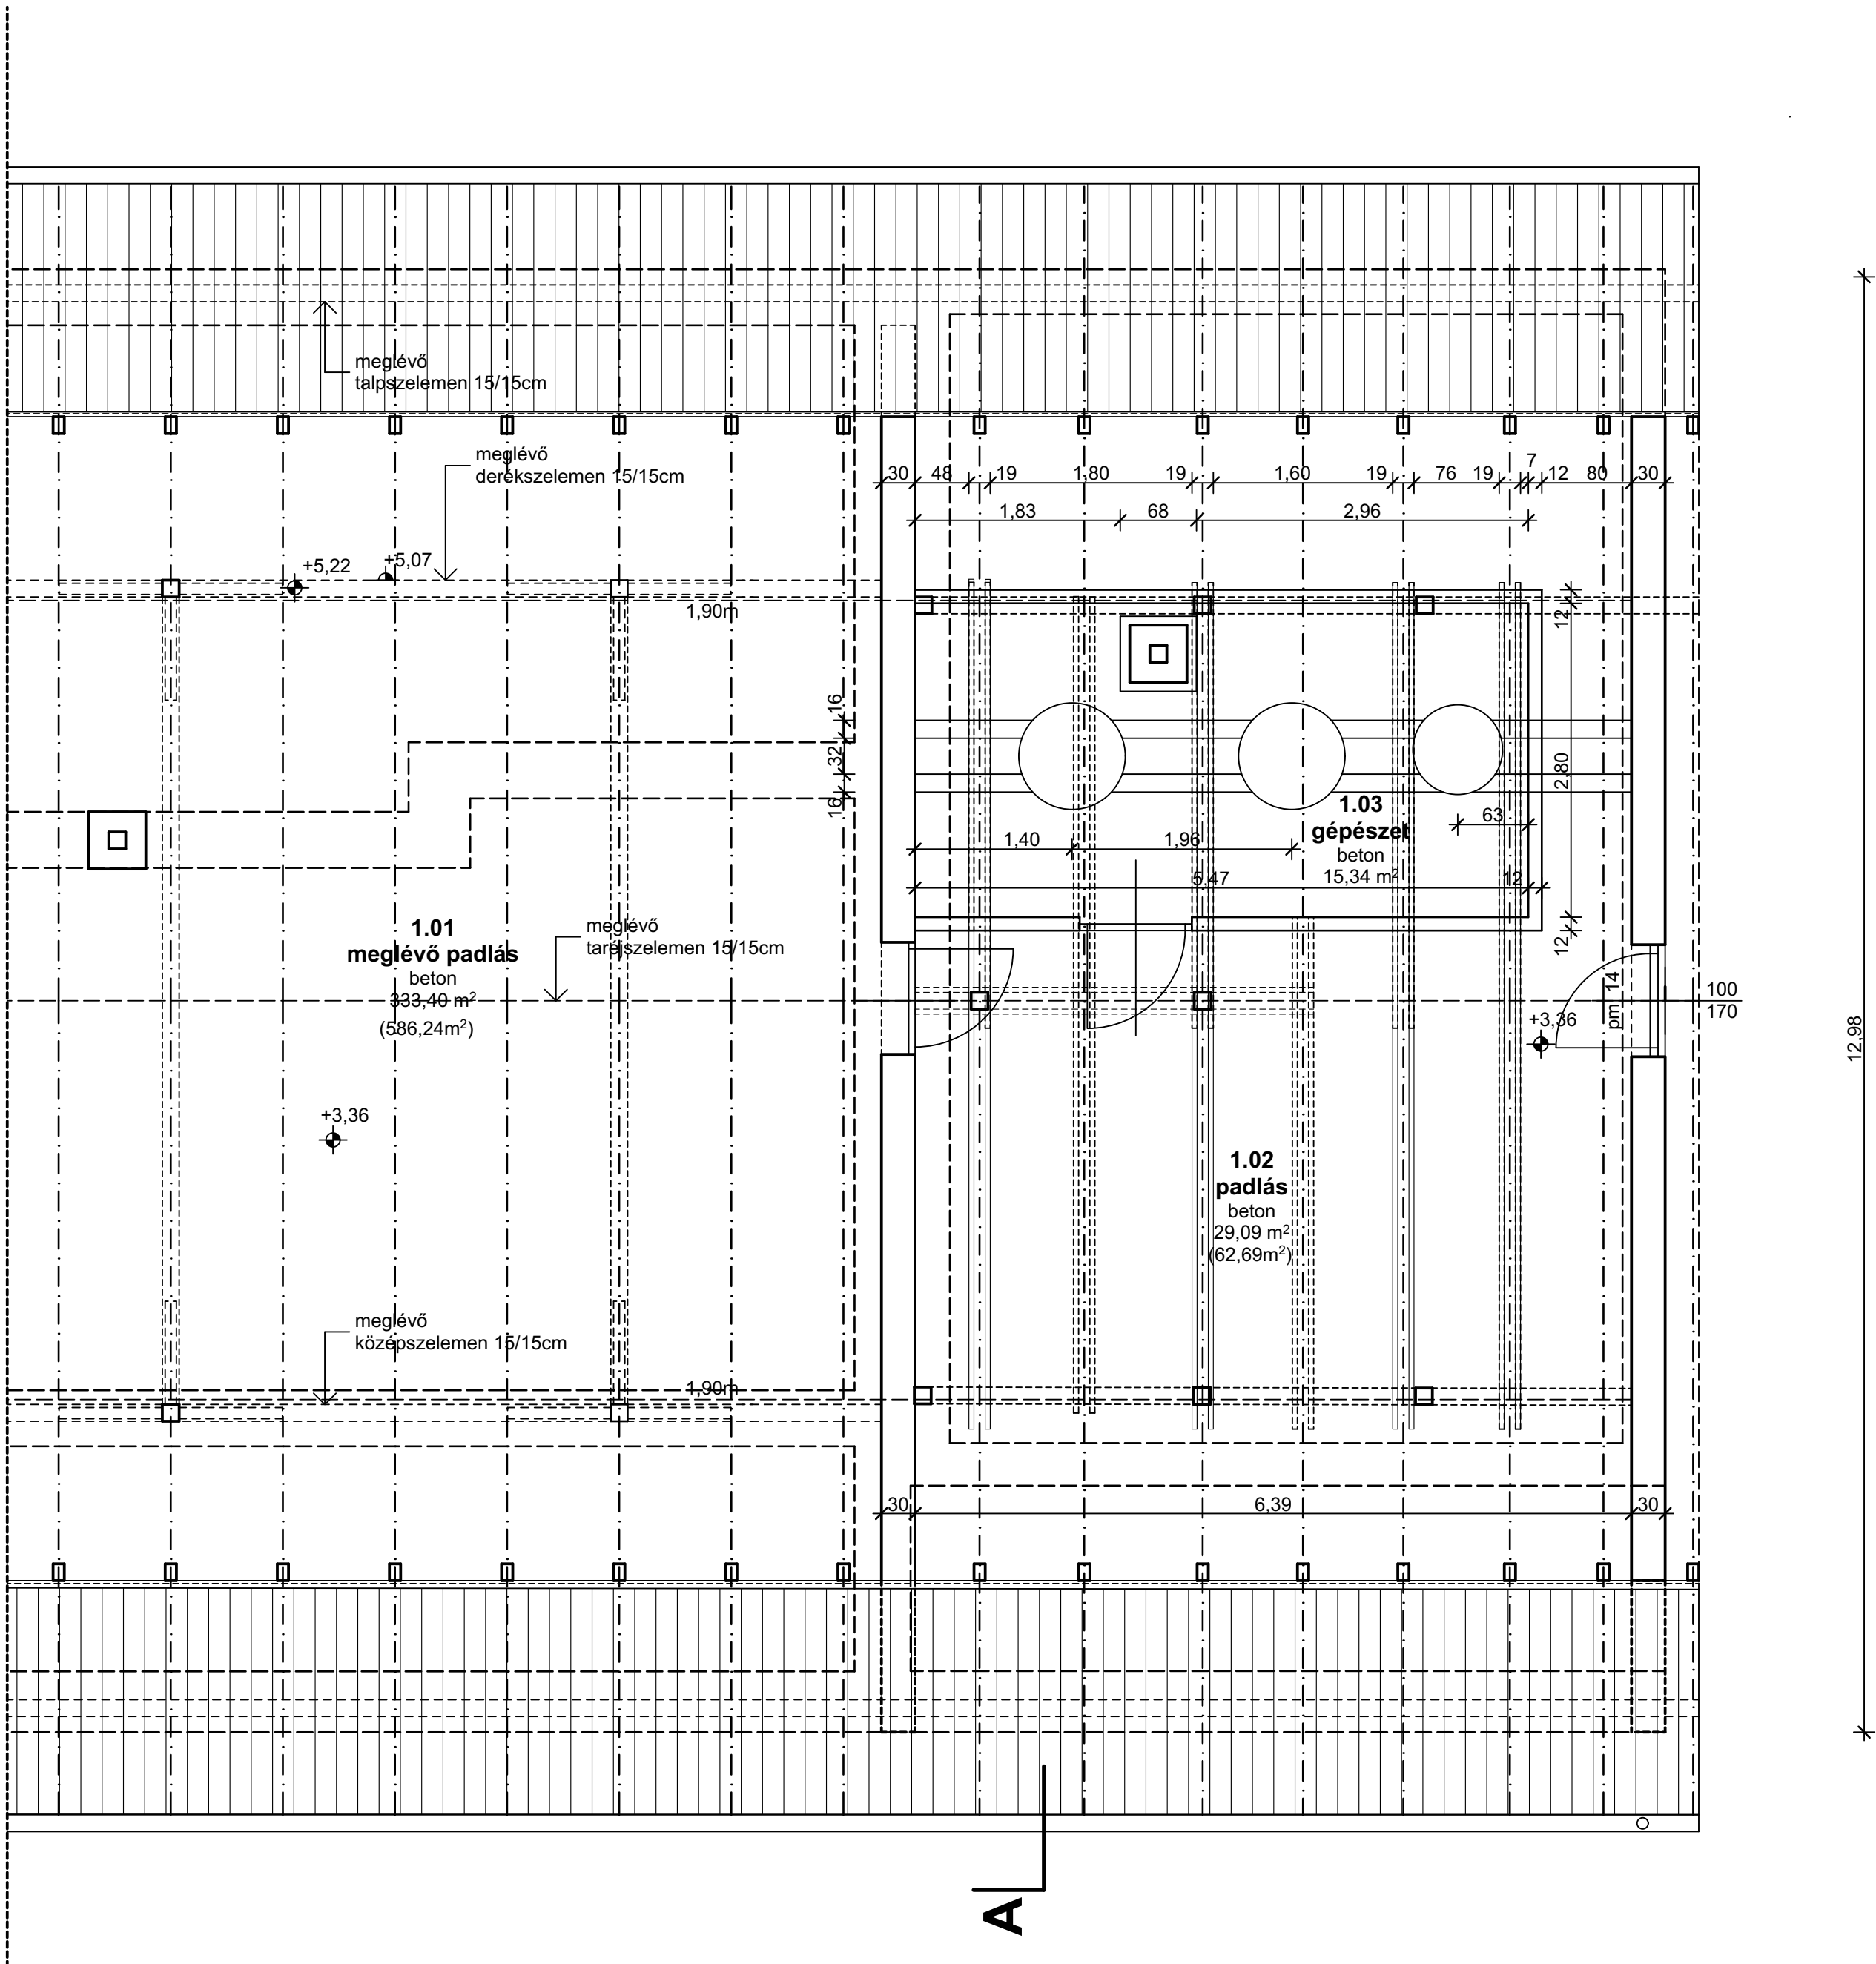 meglévő
talpszelemen 15/15cm
meglévő
derékszelemen 15/15cm
30
48
19
1,80
19
1,60
19
76
19
7
12
80
30
1,83
68
2,96
+5,22
+5,07
1,90m
12
16
32
16
2,80
1.03
gépészet
beton
15,34 m²
63
1,40
1,96
5,47
12
12
1.01
meglévő padlás
beton
333,40 m²
(586,24m²)
meglévő
taréjszelemen 15/15cm
pm 14
100
170
+3,36
12,98
+3,36
1.02
padlás
beton
29,09 m²
(62,69m²)
meglévő
középszelemen 15/15cm
1,90m
30
6,39
30
A